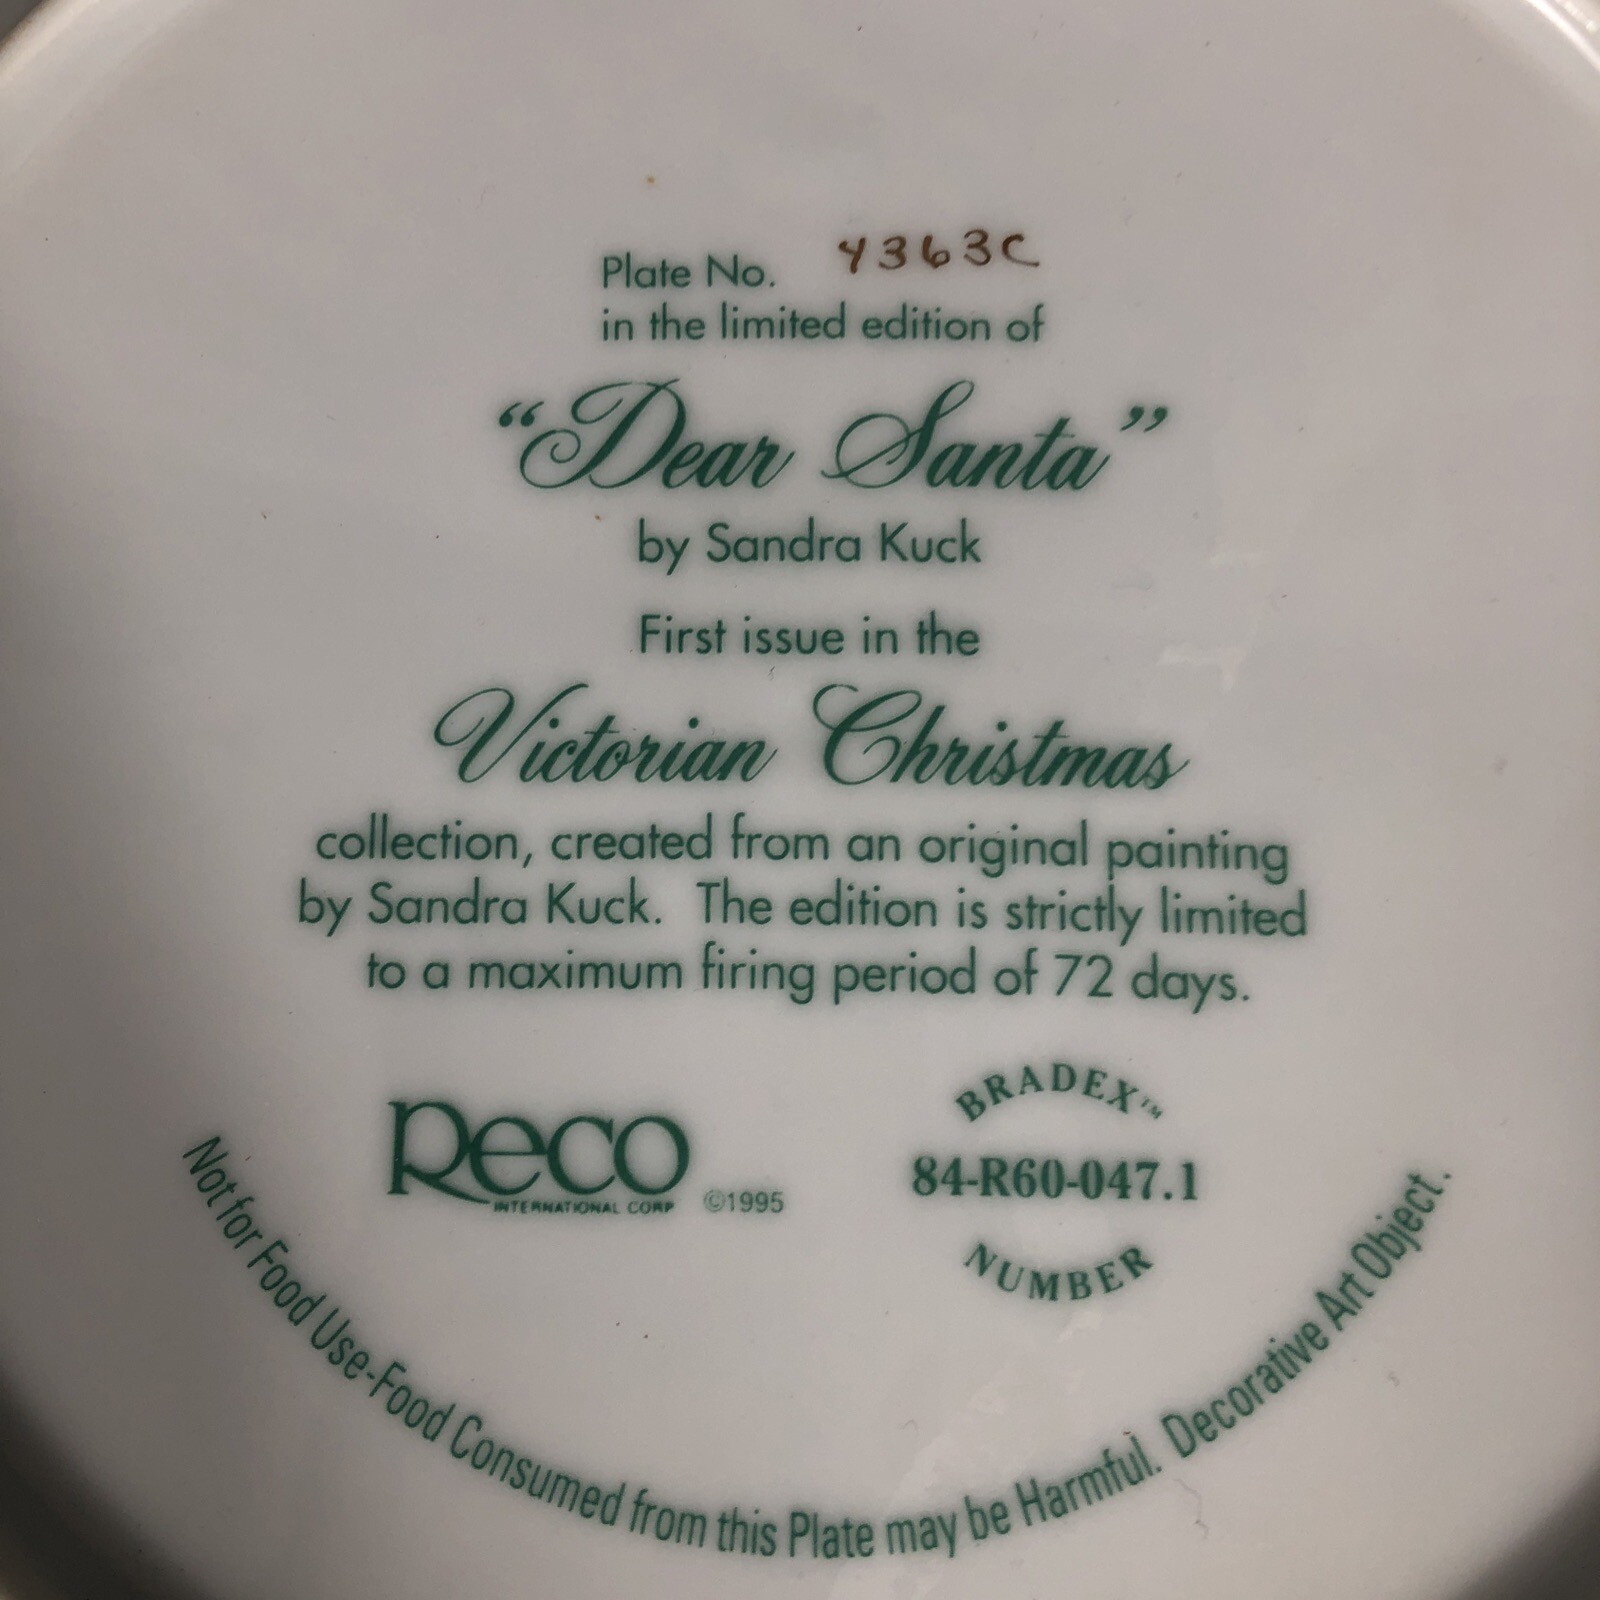 Plate No. 4363C
in the limited edition of
“Dear Santa”
by Sandra Kuck
First issue in the
Victorian Christmas
collection, created from an original painting
by Sandra Kuck. The edition is strictly limited
to a maximum firing period of 72 days.
Reco
INTERNATIONAL CORP ©1995
BRADEX™
84-R60-047.1
NUMBER
Not for Food Use-Food Consumed from this Plate may be Harmful. Decorative Art Object.